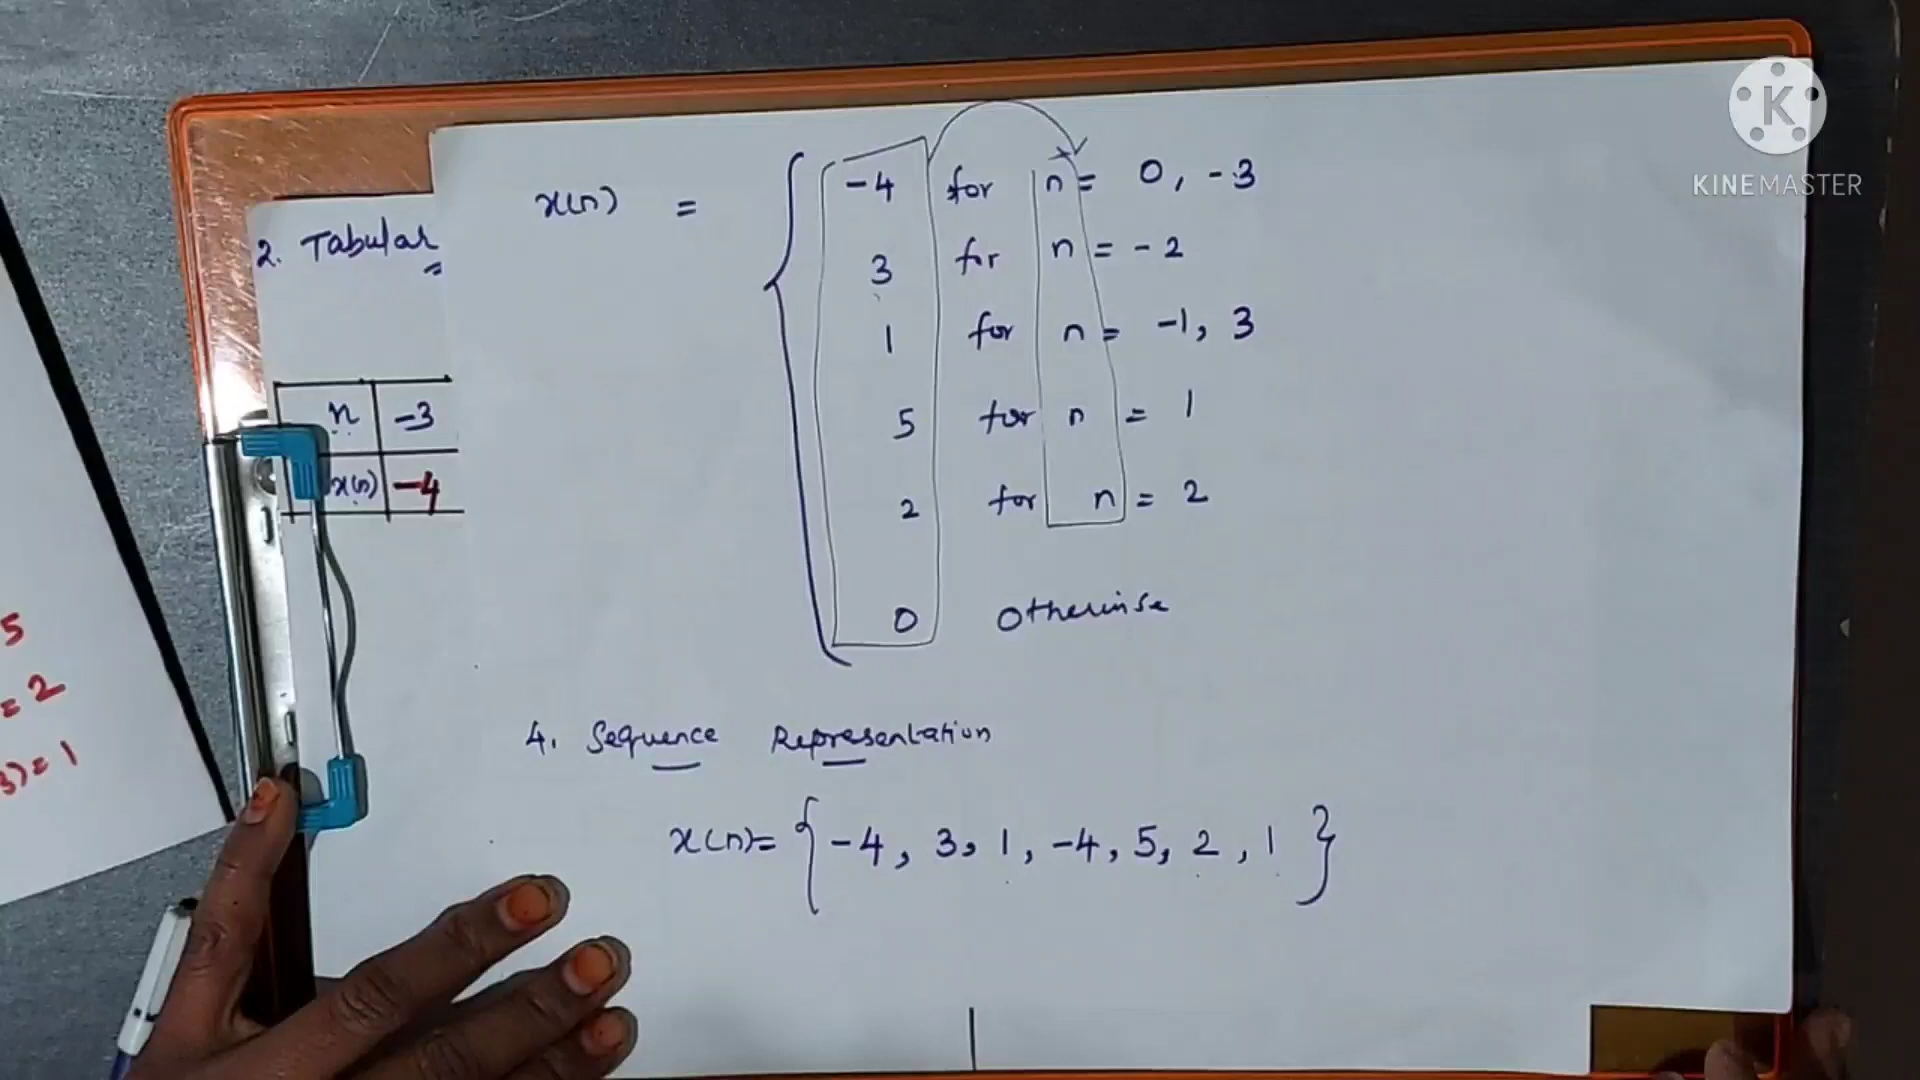 x(n) = -4 for n = 0, -3
3 for n = -2
1 for n = -1, 3
5 for n = 1
2 for n = 2
0 otherwise
4. Sequence Representation
x(n) = { -4, 3, 1, -4, 5, 2, 1 }
2. Tabular
n -3
x(n) -4
5
= 2
3) = 1
K
KINEMASTER